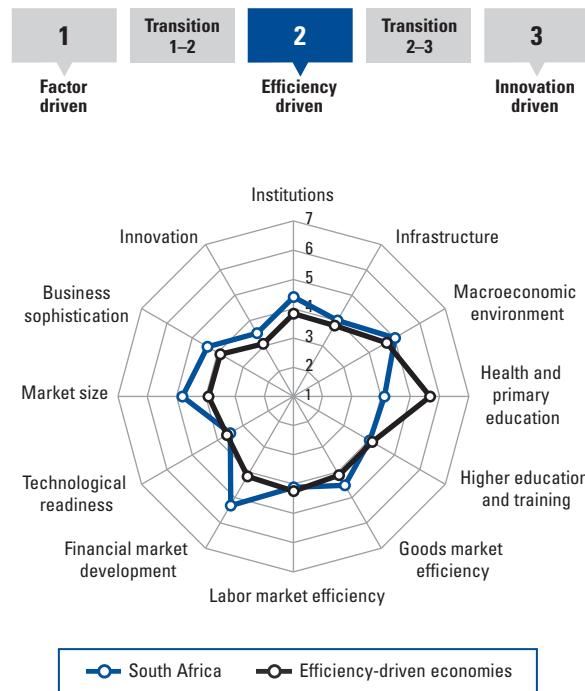 1
Transition
1–2
2
Transition
2–3
3
Factor
driven
Efficiency
driven
Innovation
driven
Institutions
7
Innovation
6
Infrastructure
5
Business
sophistication
4
Macroeconomic
environment
3
2
Market size
1
Health and
primary
education
Technological
readiness
Higher education
and training
Financial market
development
Goods market
efficiency
Labor market efficiency
South Africa
Efficiency-driven economies